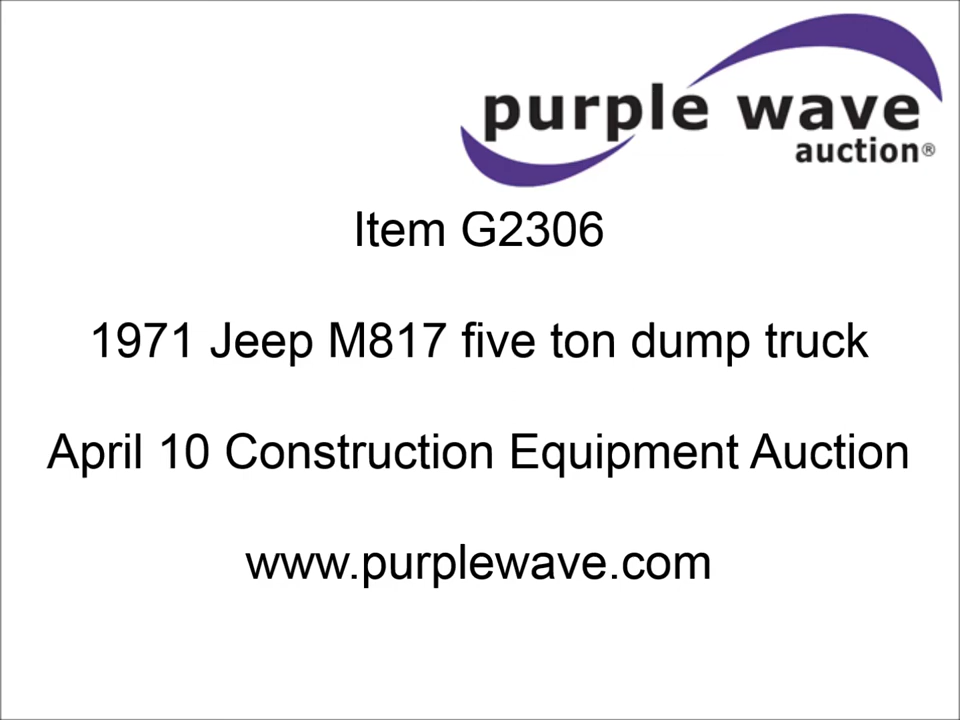 purple wave
auction®
Item G2306
1971 Jeep M817 five ton dump truck
April 10 Construction Equipment Auction
www.purplewave.com